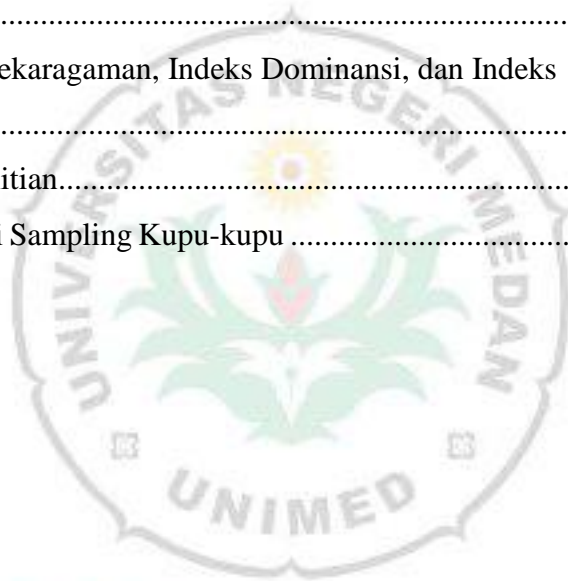 ................................................................
ekaragaman, Indeks Dominansi, dan Indeks
................................................................
itian............................................................
i Sampling Kupu-kupu ................................
UNIVERSITAS NEGERI MEDAN
UNIMED